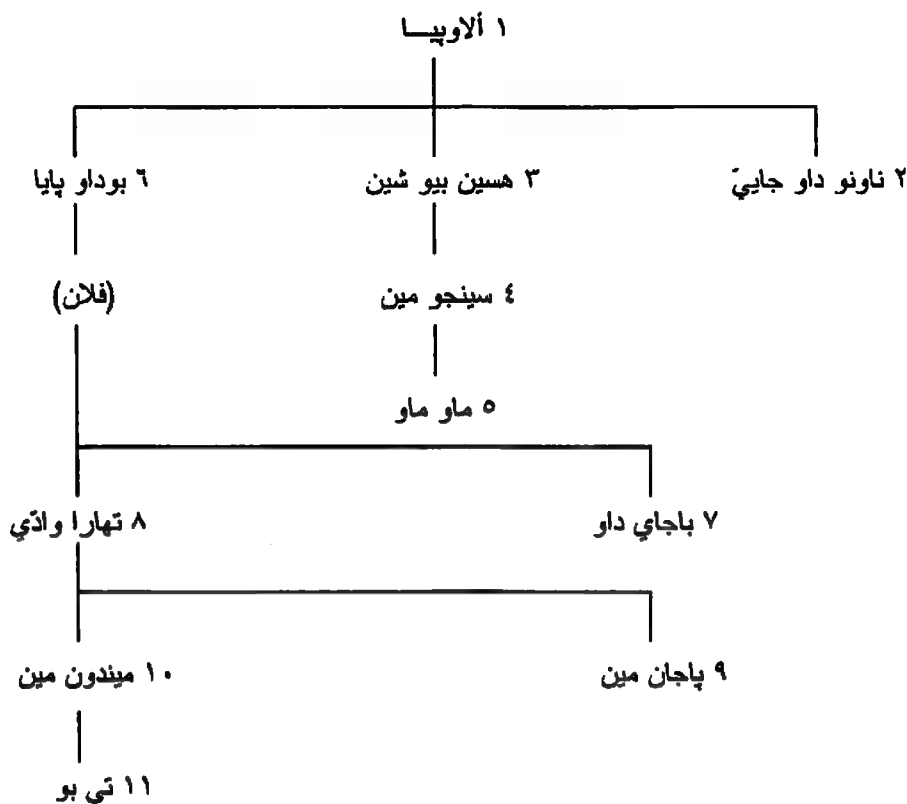 ١ ألاوپيـــا
٢ ناونو داو جاييّ ٣ هسين بيو شين ٦ بوداو پايا
٤ سينجو مين (فلان)
٥ ماو ماو
٧ باجاي داو ٨ تهارا وادّي
٩ پاجان مين ١٠ ميندون مين
١١ تي بو